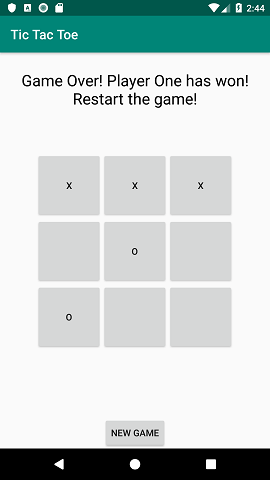 2:44
Tic Tac Toe
Game Over! Player One has won!
Restart the game!
X X X
O
O
NEW GAME